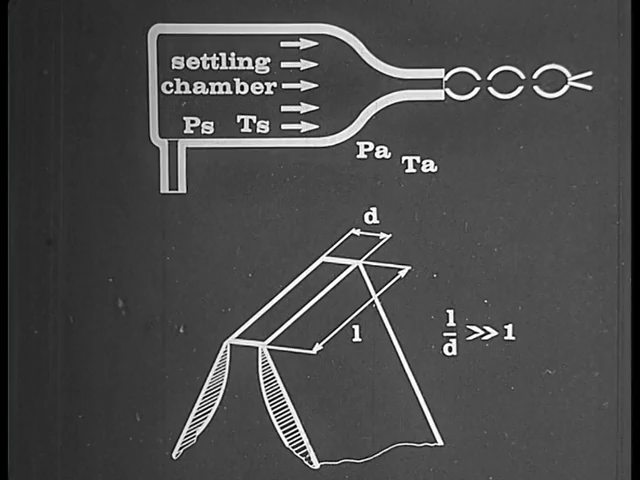 settling
chamber
Ps Ts
Pa
Ta
d
l
l/d >> 1